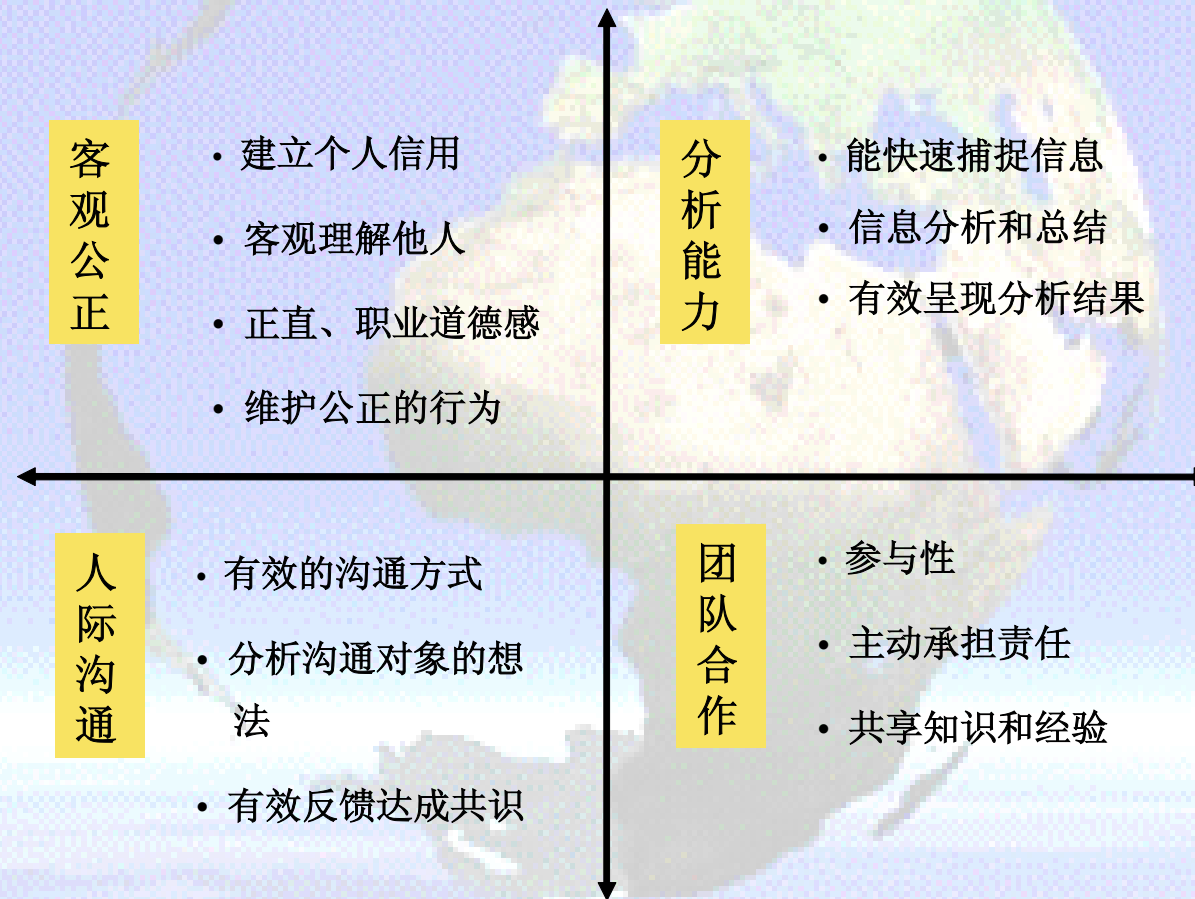 客观公正
• 建立个人信用
• 客观理解他人
• 正直、职业道德感
• 维护公正的行为
分析能力
• 能快速捕捉信息
• 信息分析和总结
• 有效呈现分析结果
人际沟通
• 有效的沟通方式
• 分析沟通对象的想
法
• 有效反馈达成共识
团队合作
• 参与性
• 主动承担责任
• 共享知识和经验